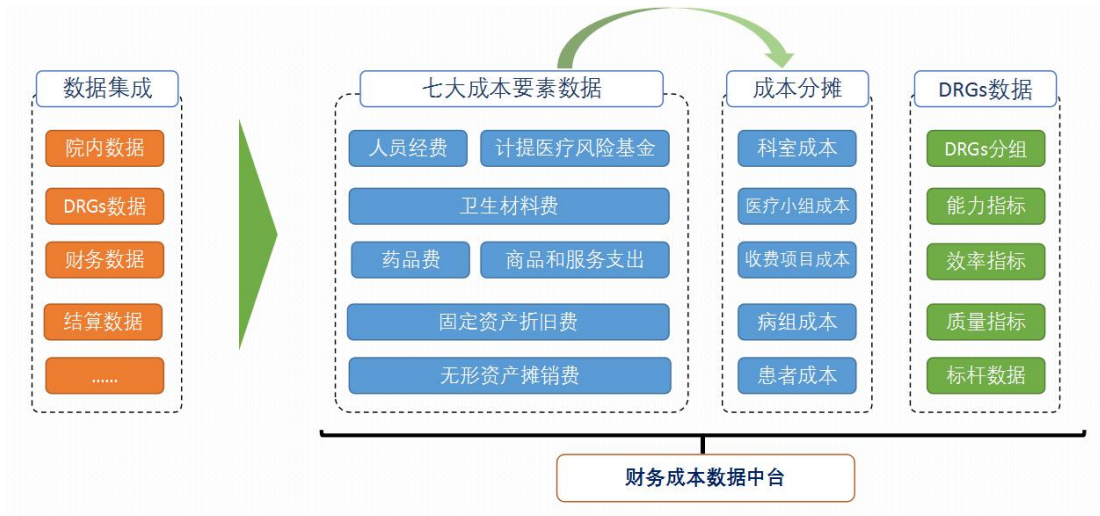 数据集成
院内数据
DRGs数据
财务数据
结算数据
......
七大成本要素数据
人员经费
计提医疗风险基金
卫生材料费
药品费
商品和服务支出
固定资产折旧费
无形资产摊销费
成本分摊
科室成本
医疗小组成本
收费项目成本
病组成本
患者成本
DRGs数据
DRGs分组
能力指标
效率指标
质量指标
标杆数据
财务成本数据中台